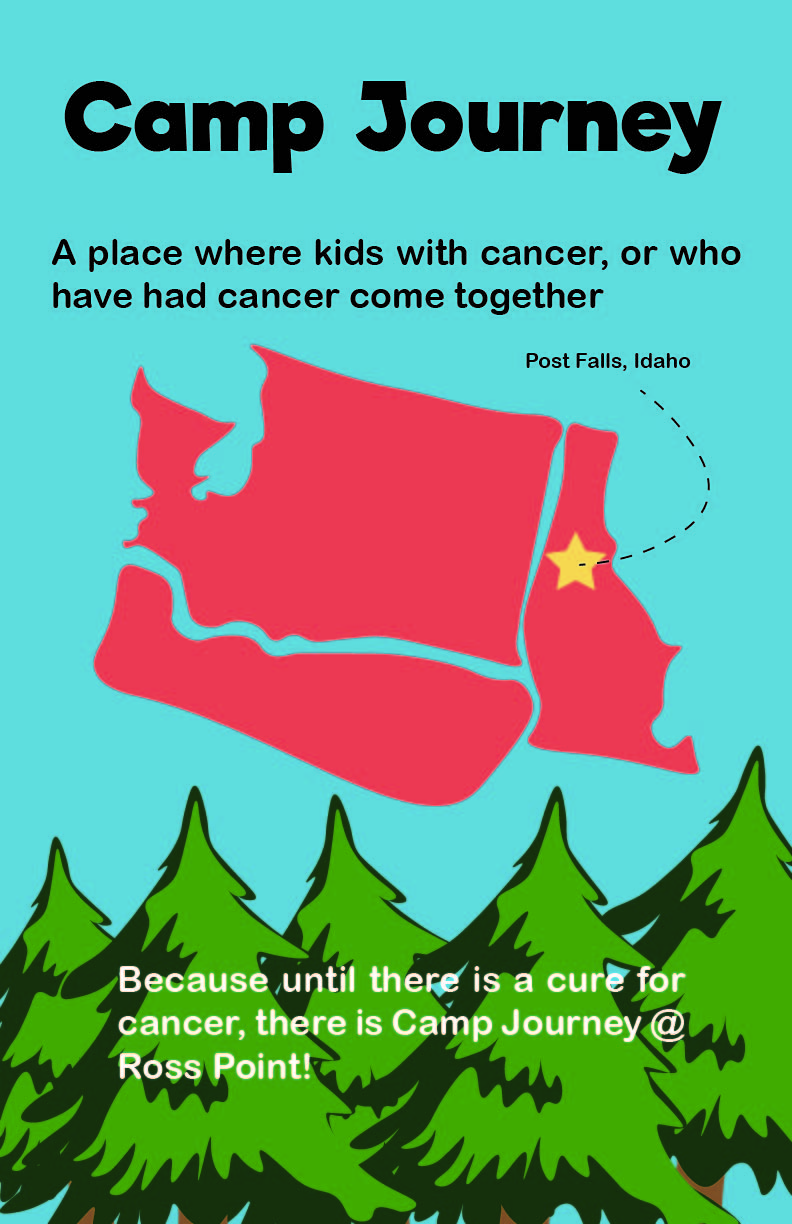 Camp Journey
A place where kids with cancer, or who
have had cancer come together
Post Falls, Idaho
Because until there is a cure for
cancer, there is Camp Journey @
Ross Point!